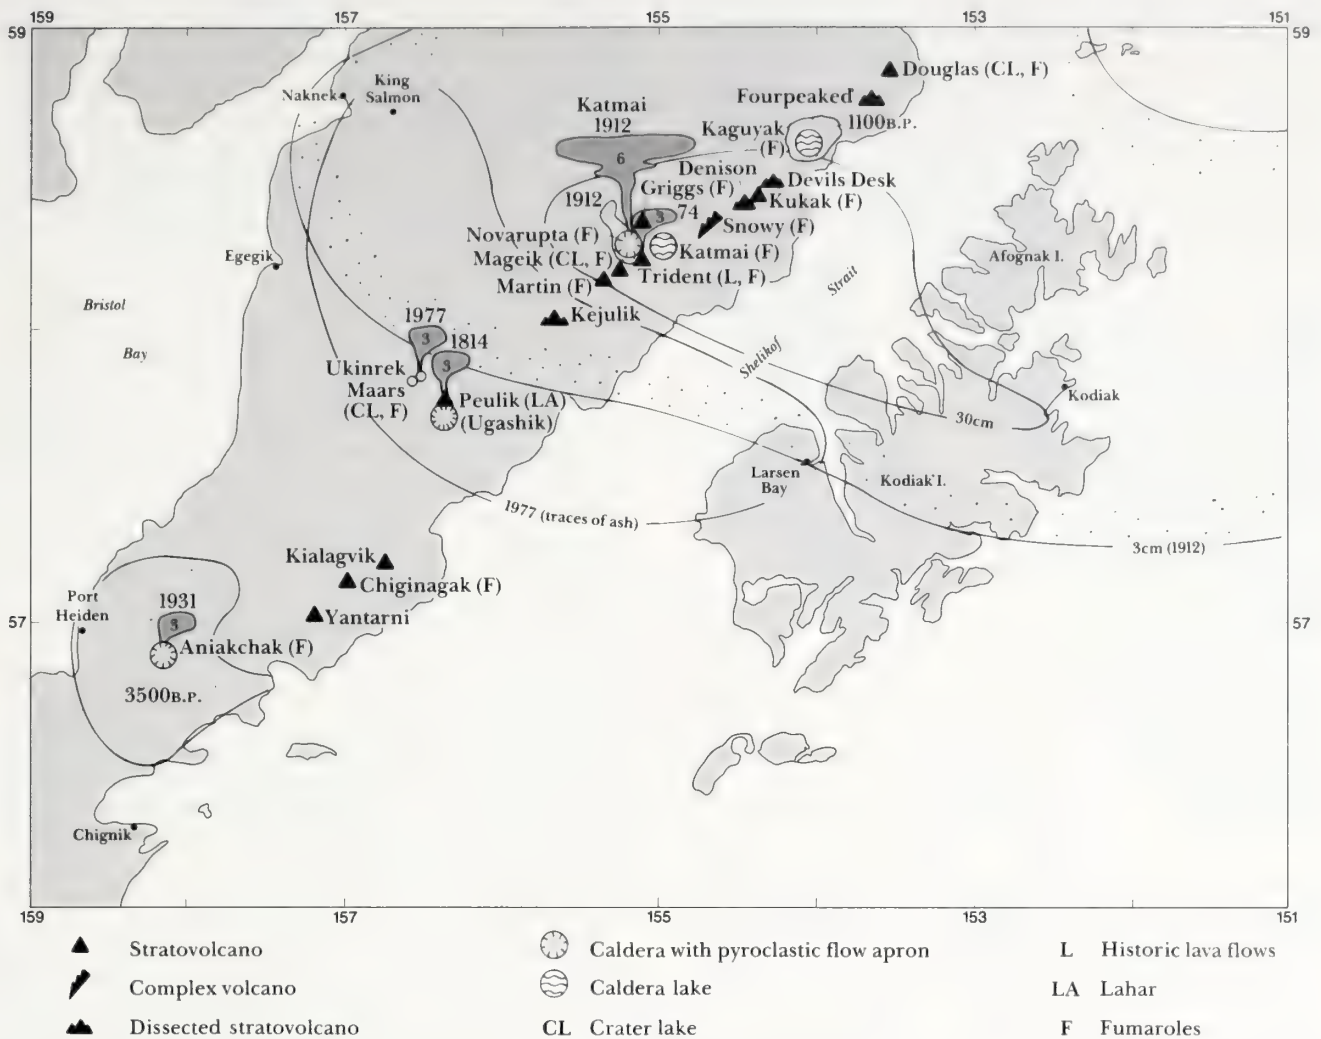 159
157
155
153
151
59
59
Douglas (CL, F)
Fourpeaked
1100 B.P.
King
Salmon
Naknek
Katmai
1912
6
Kaguyak
(F)
Denison
Devils Desk
Griggs (F)
Kukak (F)
1912
3
74
Snowy (F)
Novarupta (F)
Katmai (F)
Mageik (CL, F)
Trident (L, F)
Martin (F)
Kejulik
Afognak I.
Egegik
Bristol
Bay
Strait
Shelikof
1977
3
1814
3
Ukinrek
Maars
(CL, F)
Peulik (LA)
(Ugashik)
Kodiak
30cm
Larsen
Bay
Kodiak I.
1977 (traces of ash)
3cm (1912)
Kialagvik
Chiginagak (F)
Yantarni
Port
Heiden
1931
3
57
57
Aniakchak (F)
3500 B.P.
Chignik
159
157
155
153
151
Stratovolcano
Caldera with pyroclastic flow apron
L Historic lava flows
Complex volcano
Caldera lake
LA Lahar
Dissected stratovolcano
CL Crater lake
F Fumaroles